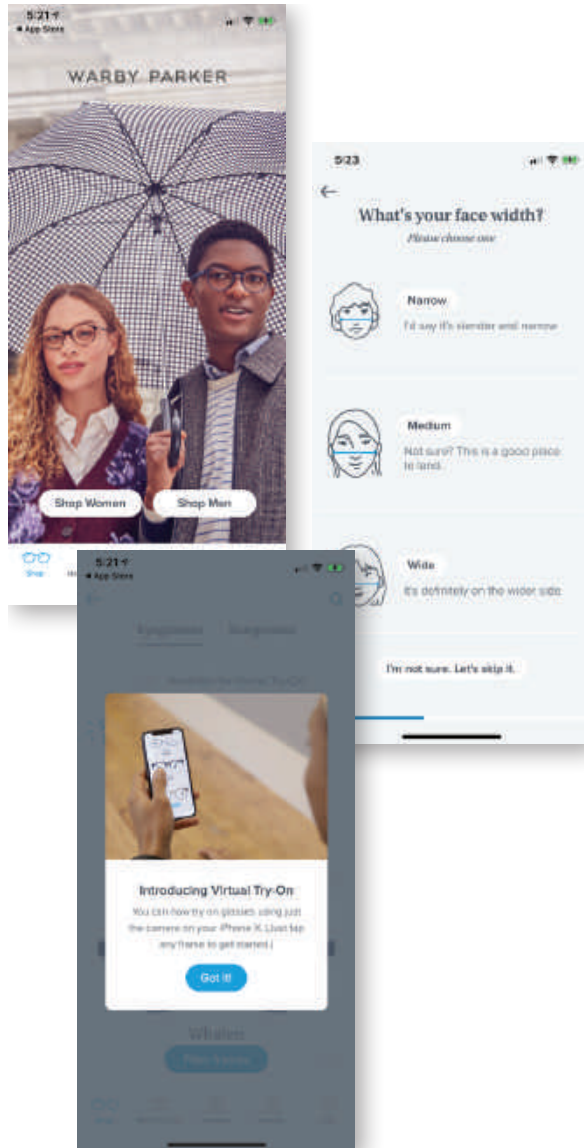 5:21
App Store
WARBY PARKER
Shop Women
Shop Men
Shop
5:23
What's your face width?
Please choose one
Narrow
I'd say it's slender and narrow
Medium
Not sure? This is a good place
to land.
Wide
It's definitely on the wider side
I'm not sure. Let's skip it.
5:21
App Store
Eyeglasses
Sunglasses
Introducing Virtual Try-On
You can now try on glasses using just
the camera on your iPhone X. (Just tap
any frame to get started.)
Got it!
Whalen
Shop